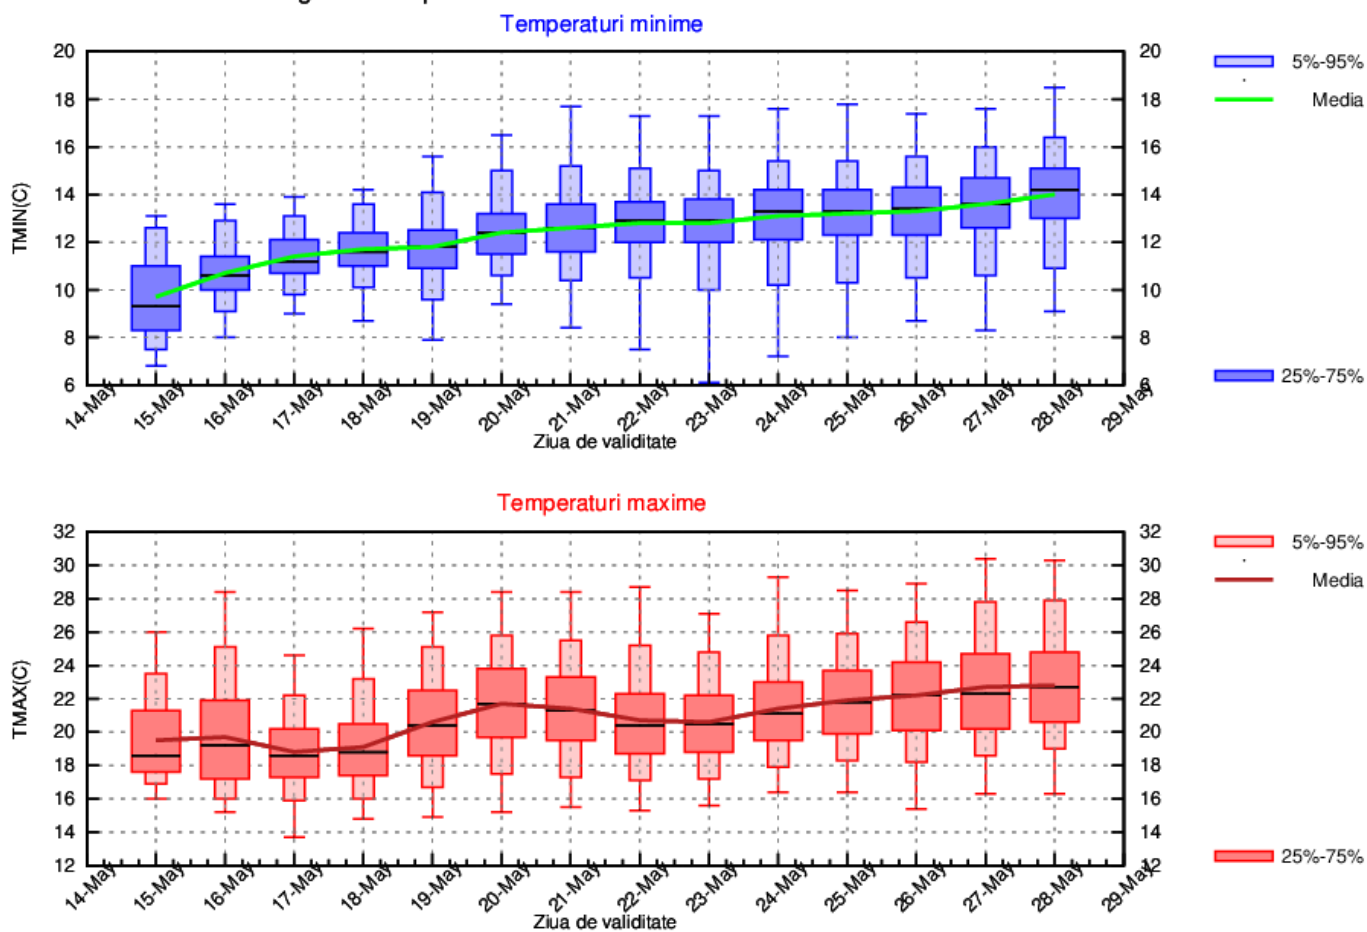 Temperaturi minime
20 20
18 18
16 16
14 14
12 12
10 10
8 8
6 6
TMIN(C)
14-May 15-May 16-May 17-May 18-May 19-May 20-May 21-May 22-May 23-May 24-May 25-May 26-May 27-May 28-May 29-May
Ziua de validitate
5%-95%
Media
25%-75%
Temperaturi maxime
32 32
30 30
28 28
26 26
24 24
22 22
20 20
18 18
16 16
14 14
12 12
TMAX(C)
14-May 15-May 16-May 17-May 18-May 19-May 20-May 21-May 22-May 23-May 24-May 25-May 26-May 27-May 28-May 29-May
Ziua de validitate
5%-95%
Media
25%-75%